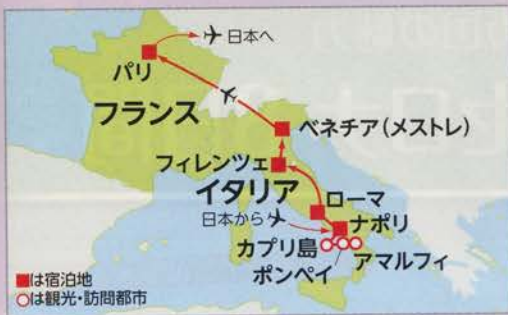 日本へ
パリ
フランス
ベネチア(メストレ)
フィレンツェ
イタリア
ローマ
日本から
ナポリ
カプリ島
アマルフィ
ポンペイ
■は宿泊地
○は観光・訪問都市